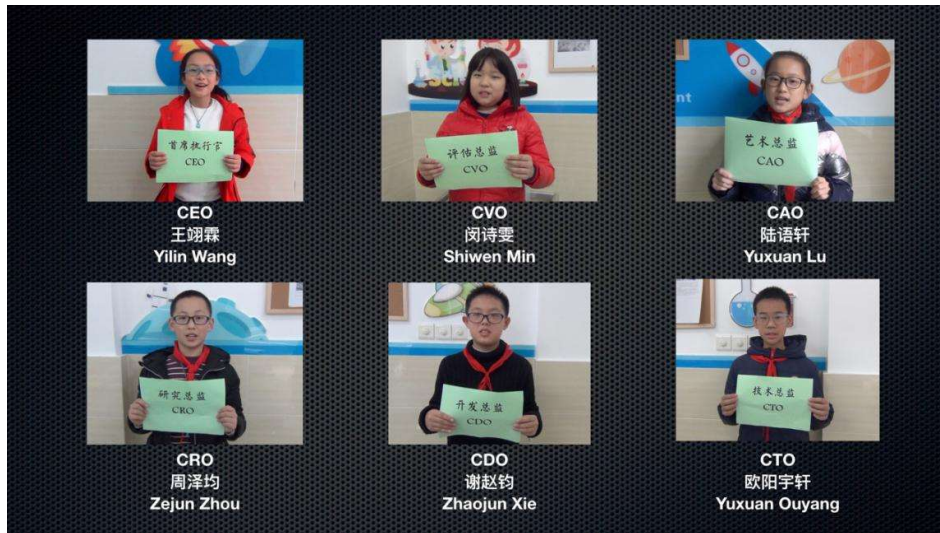 首席执行官
CEO
评估总监
CVO
艺术总监
CAO
CEO
王翊霖
Yilin Wang
CVO
闵诗雯
Shiwen Min
CAO
陆语轩
Yuxuan Lu
研究总监
CRO
开发总监
CDO
技术总监
CTO
CRO
周泽均
Zejun Zhou
CDO
谢赵钧
Zhaojun Xie
CTO
欧阳宇轩
Yuxuan Ouyang